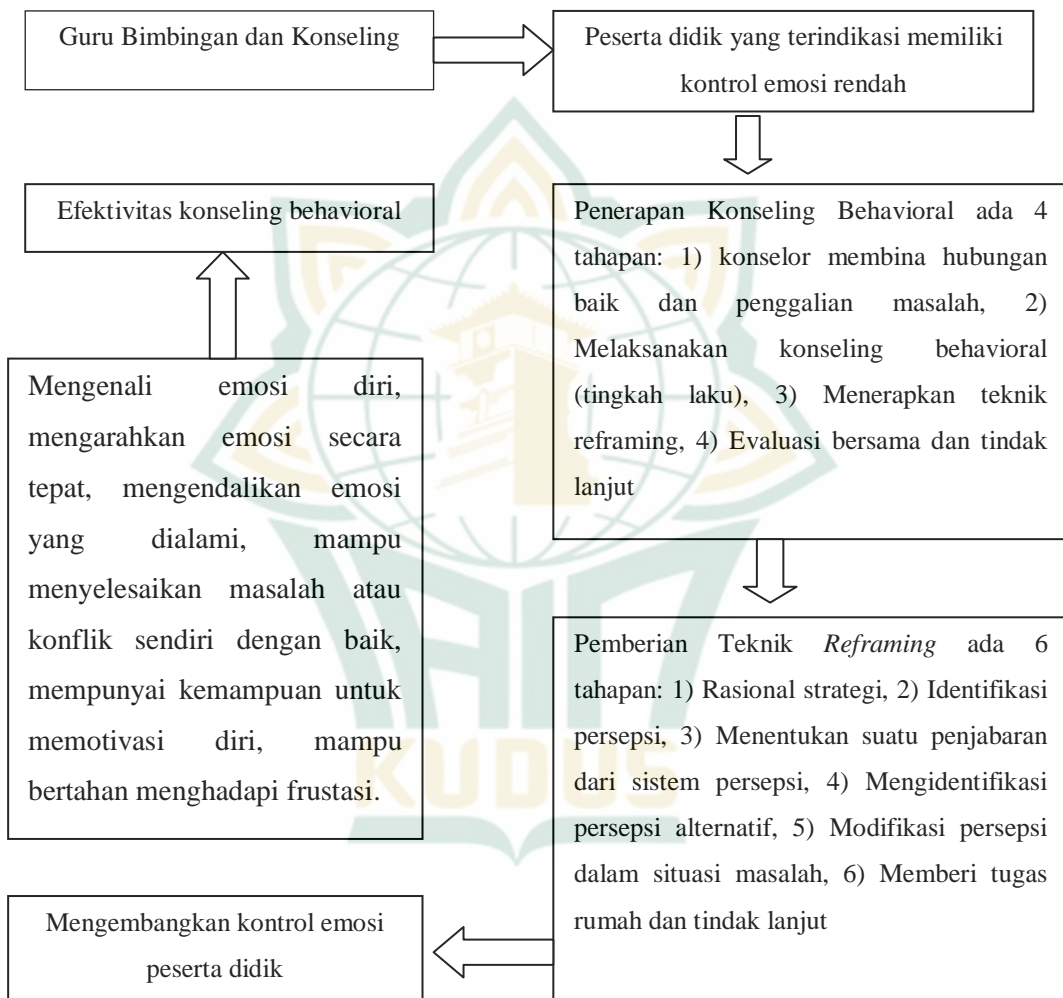 Guru Bimbingan dan Konseling
Peserta didik yang terindikasi memiliki
kontrol emosi rendah
Penerapan Konseling Behavioral ada 4
tahapan: 1) konselor membina hubungan
baik dan penggalian masalah, 2)
Melaksanakan konseling behavioral
(tingkah laku), 3) Menerapkan teknik
reframing, 4) Evaluasi bersama dan tindak
lanjut
Pemberian Teknik Reframing ada 6
tahapan: 1) Rasional strategi, 2) Identifikasi
persepsi, 3) Menentukan suatu penjabaran
dari sistem persepsi, 4) Mengidentifikasi
persepsi alternatif, 5) Modifikasi persepsi
dalam situasi masalah, 6) Memberi tugas
rumah dan tindak lanjut
Mengembangkan kontrol emosi
peserta didik
Mengenali emosi diri,
mengarahkan emosi secara
tepat, mengendalikan emosi
yang dialami, mampu
menyelesaikan masalah atau
konflik sendiri dengan baik,
mempunyai kemampuan untuk
memotivasi diri, mampu
bertahan menghadapi frustasi.
Efektivitas konseling behavioral
IAIN
KUDUS